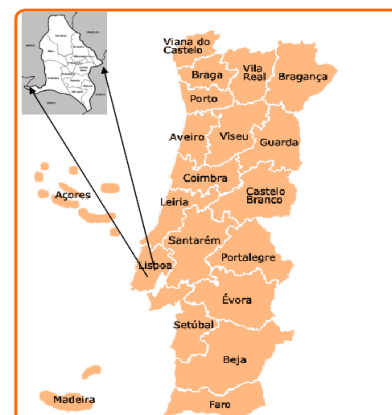 Viana do
Castelo
Braga
Vila
Real
Bragança
Porto
Aveiro
Viseu
Guarda
Coimbra
Castelo
Branco
Leiria
Açores
Santarém
Lisboa
Portalegre
Évora
Setúbal
Beja
Madeira
Faro